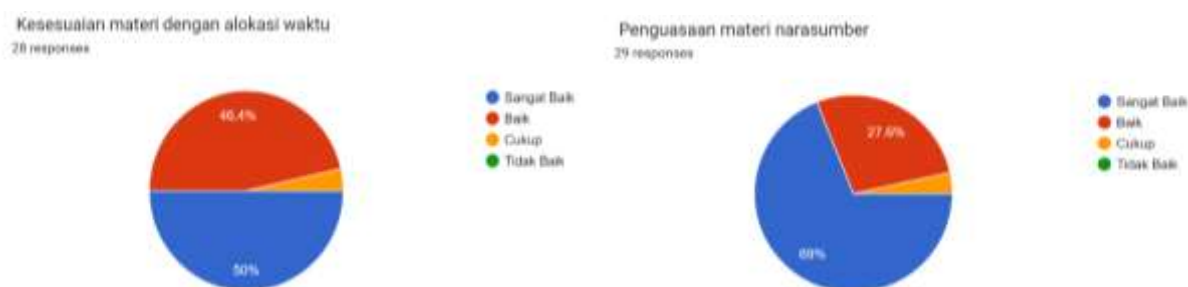 Kesesuaian materi dengan alokasi waktu
28 responses
46,4%
50%
Sangat Baik
Baik
Cukup
Tidak Baik
Penguasaan materi narasumber
29 responses
27,6%
69%
Sangat Baik
Baik
Cukup
Tidak Baik